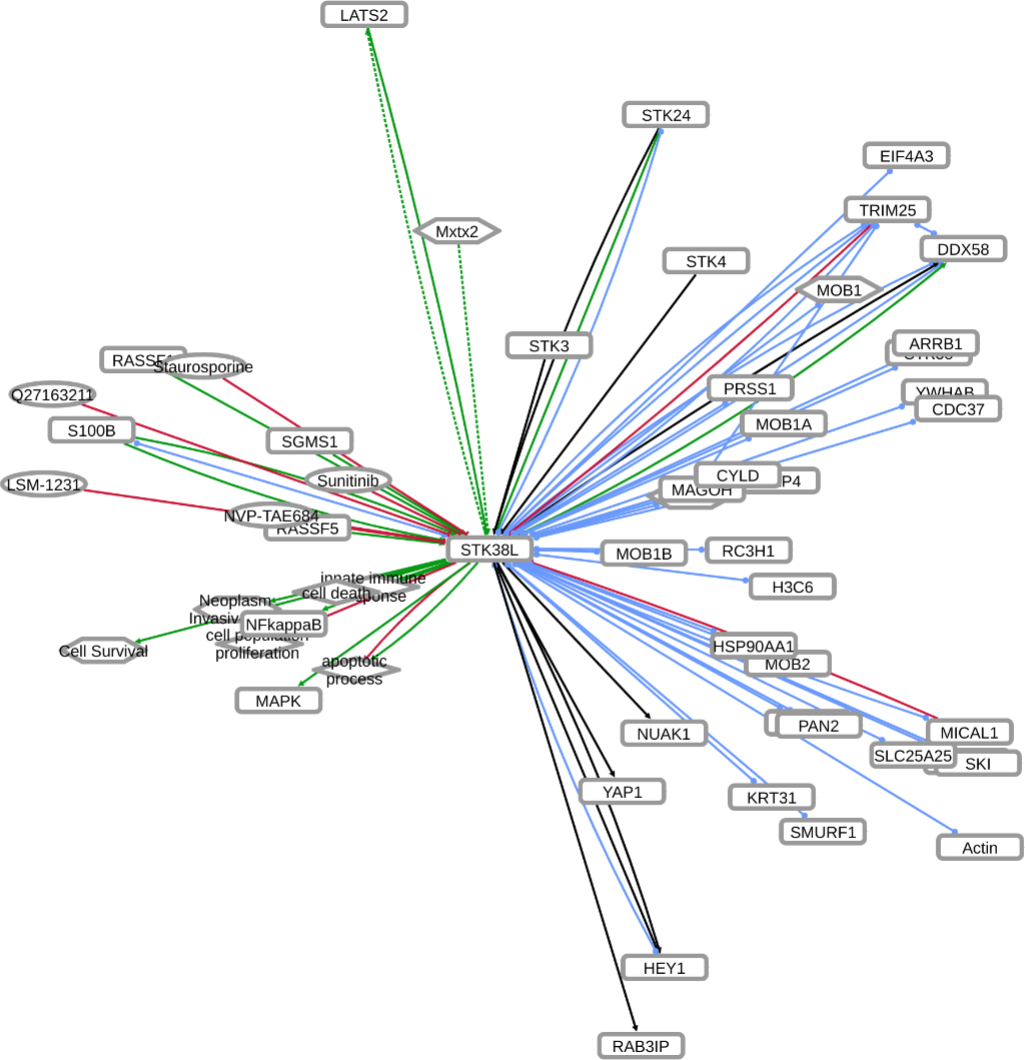 LATS2
STK24
EIF4A3
TRIM25
Mxtx2
DDX58
STK4
MOB1
STK3
ARRB1
RASSF1
Staurosporine
PRSS1
Q27163211
YWHAB
CDC37
S100B
MOB1A
SGMS1
Sunitinib
CYLD
P4
LSM-1231
MAGOH
NVP-TAE684
RASSF5
STK38L
MOB1B
RC3H1
innate immune
H3C6
cell death
Neoplasm
NFkappaB
cell population
proliferation
Cell Survival
HSP90AA1
MOB2
apoptotic
process
MAPK
NUAK1
PAN2
MICAL1
SLC25A25
SKI
YAP1
KRT31
SMURF1
Actin
HEY1
RAB3IP